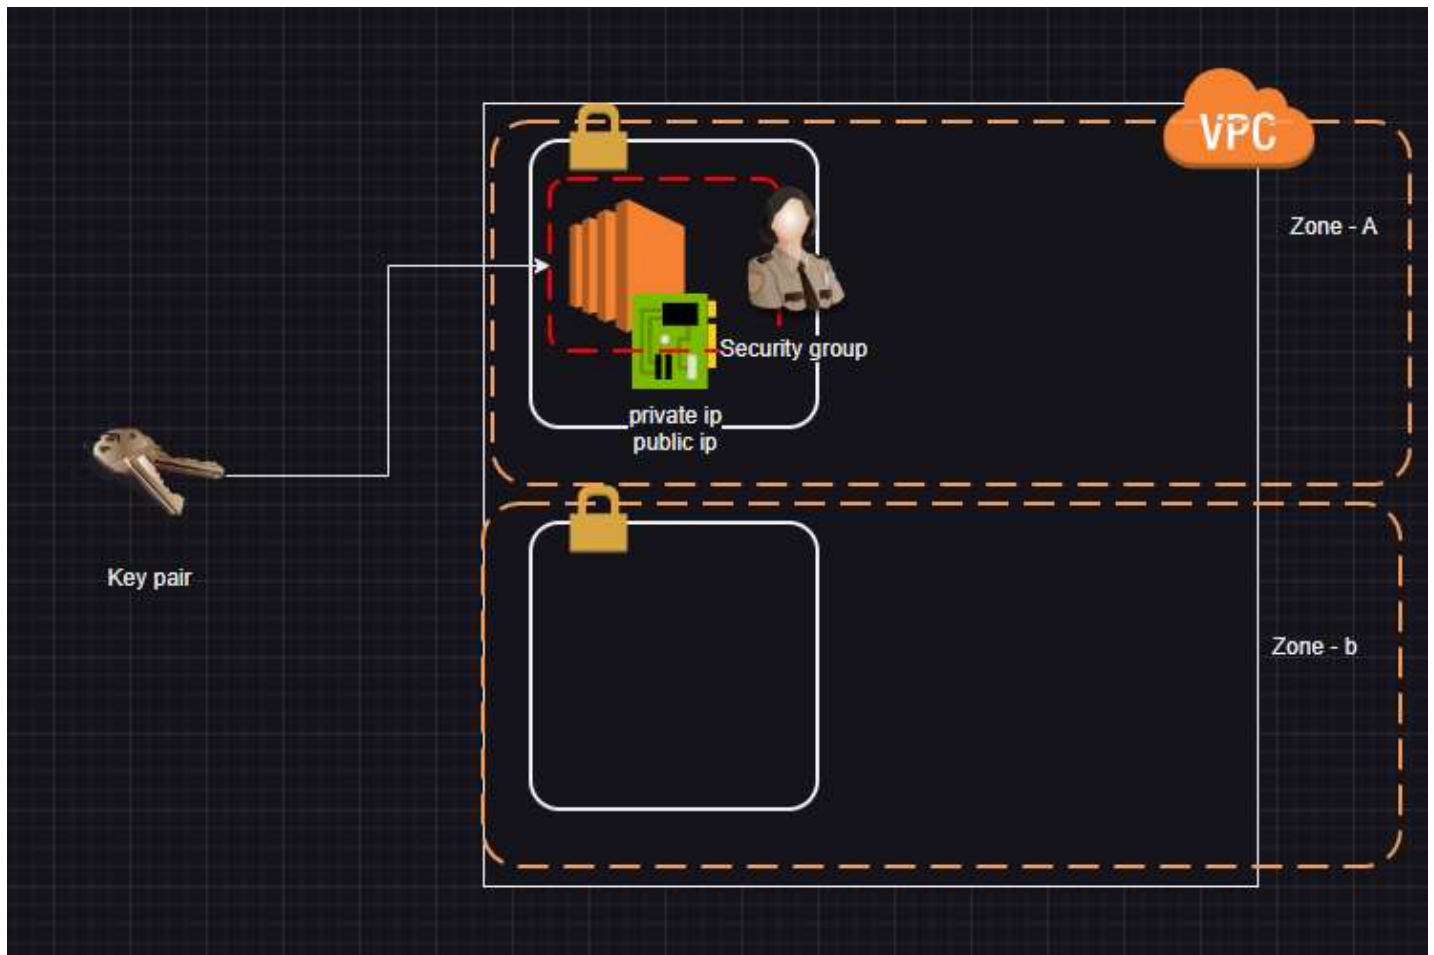 VPC
Zone - A
Security group
private ip
public ip
Key pair
Zone - b